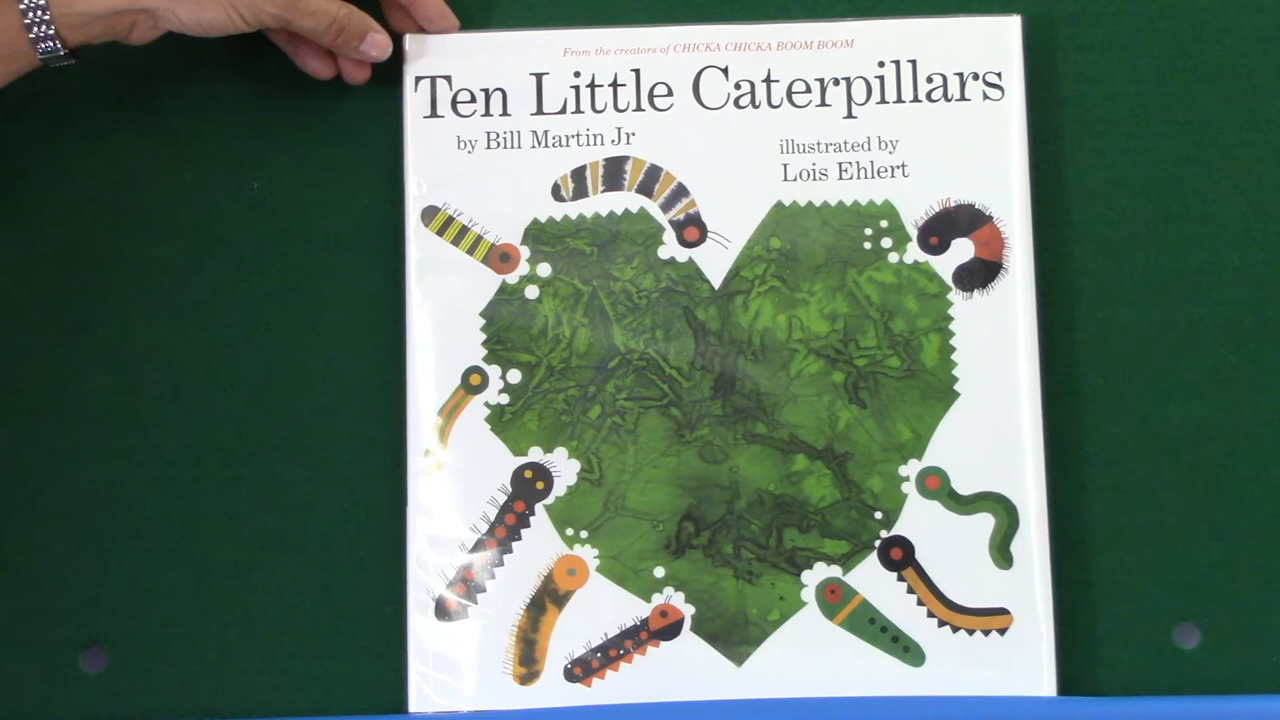 From the creators of CHICKA CHICKA BOOM BOOM
Ten Little Caterpillars
by Bill Martin Jr
illustrated by
Lois Ehlert